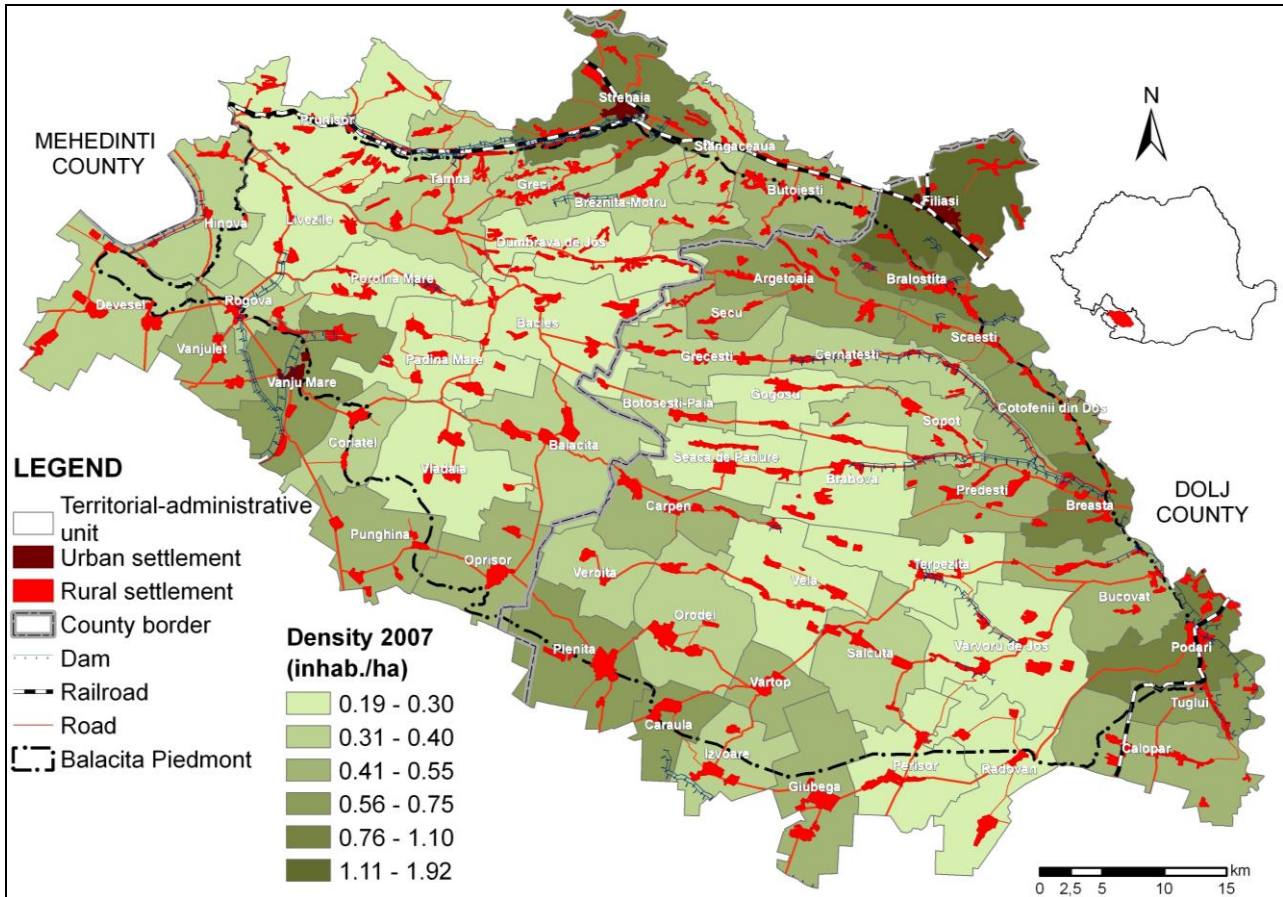 N
MEHEDINTI
COUNTY
Strehaia
Prunisor
Stangaceaua
Tamna
Greci
Butoiesti
Filiasi
Breznita-Motru
Hinova
Livezile
Dumbrava de Jos
Porolna Mare
Argetoaia
Bralostita
Devesel
Rogova
Secu
Bacles
Scaesti
Vanjulet
Padina Mare
Grecesti
Cernatesti
Vanju Mare
Botosesti-Paia
Gogosu
Cotofenii din Dos
Sopot
Corlatel
Balacita
Seaca de Padure
Vladaia
Brabova
Predesti
DOLJ
COUNTY
Carpen
Breasta
Punghina
Oprisor
Verbita
Vela
Terpezita
Bucovat
Orodel
Plenita
Salcuta
Varvoru de Jos
Podari
Vartop
Tuglui
Caraula
Izvoare
Perisor
Radovan
Calopar
Giubega
LEGEND
Territorial-administrative
unit
Urban settlement
Rural settlement
County border
Dam
Railroad
Road
Balacita Piedmont
Density 2007
(inhab./ha)
0.19 - 0.30
0.31 - 0.40
0.41 - 0.55
0.56 - 0.75
0.76 - 1.10
1.11 - 1.92
km
0 2,5 5 10 15